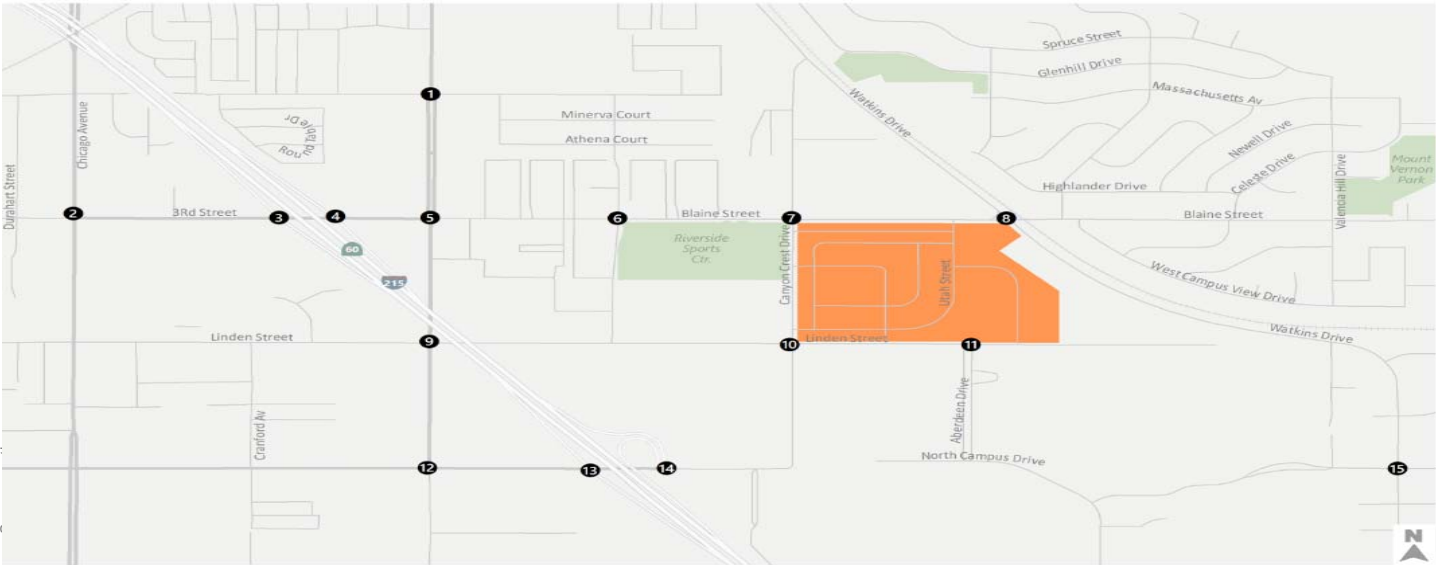 Spruce Street
Glenhill Drive
Massachusetts Av
Watkins Drive
1
Chicago Avenue
Minerva Court
Round Table Dr
Athena Court
Newell Drive
Celeste Drive
Mount
Vernon
Park
Durahart Street
Highlander Drive
Valencia Hill Drive
2
3Rd Street
3
4
5
6
Blaine Street
7
8
Blaine Street
60
Riverside
Sports
Ctr.
Canyon Crest Drive
Utah Street
215
West Campus View Drive
Linden Street
9
10
Linden Street
11
Watkins Drive
Cranford Av
Aberdeen Drive
12
13
14
North Campus Drive
15
N